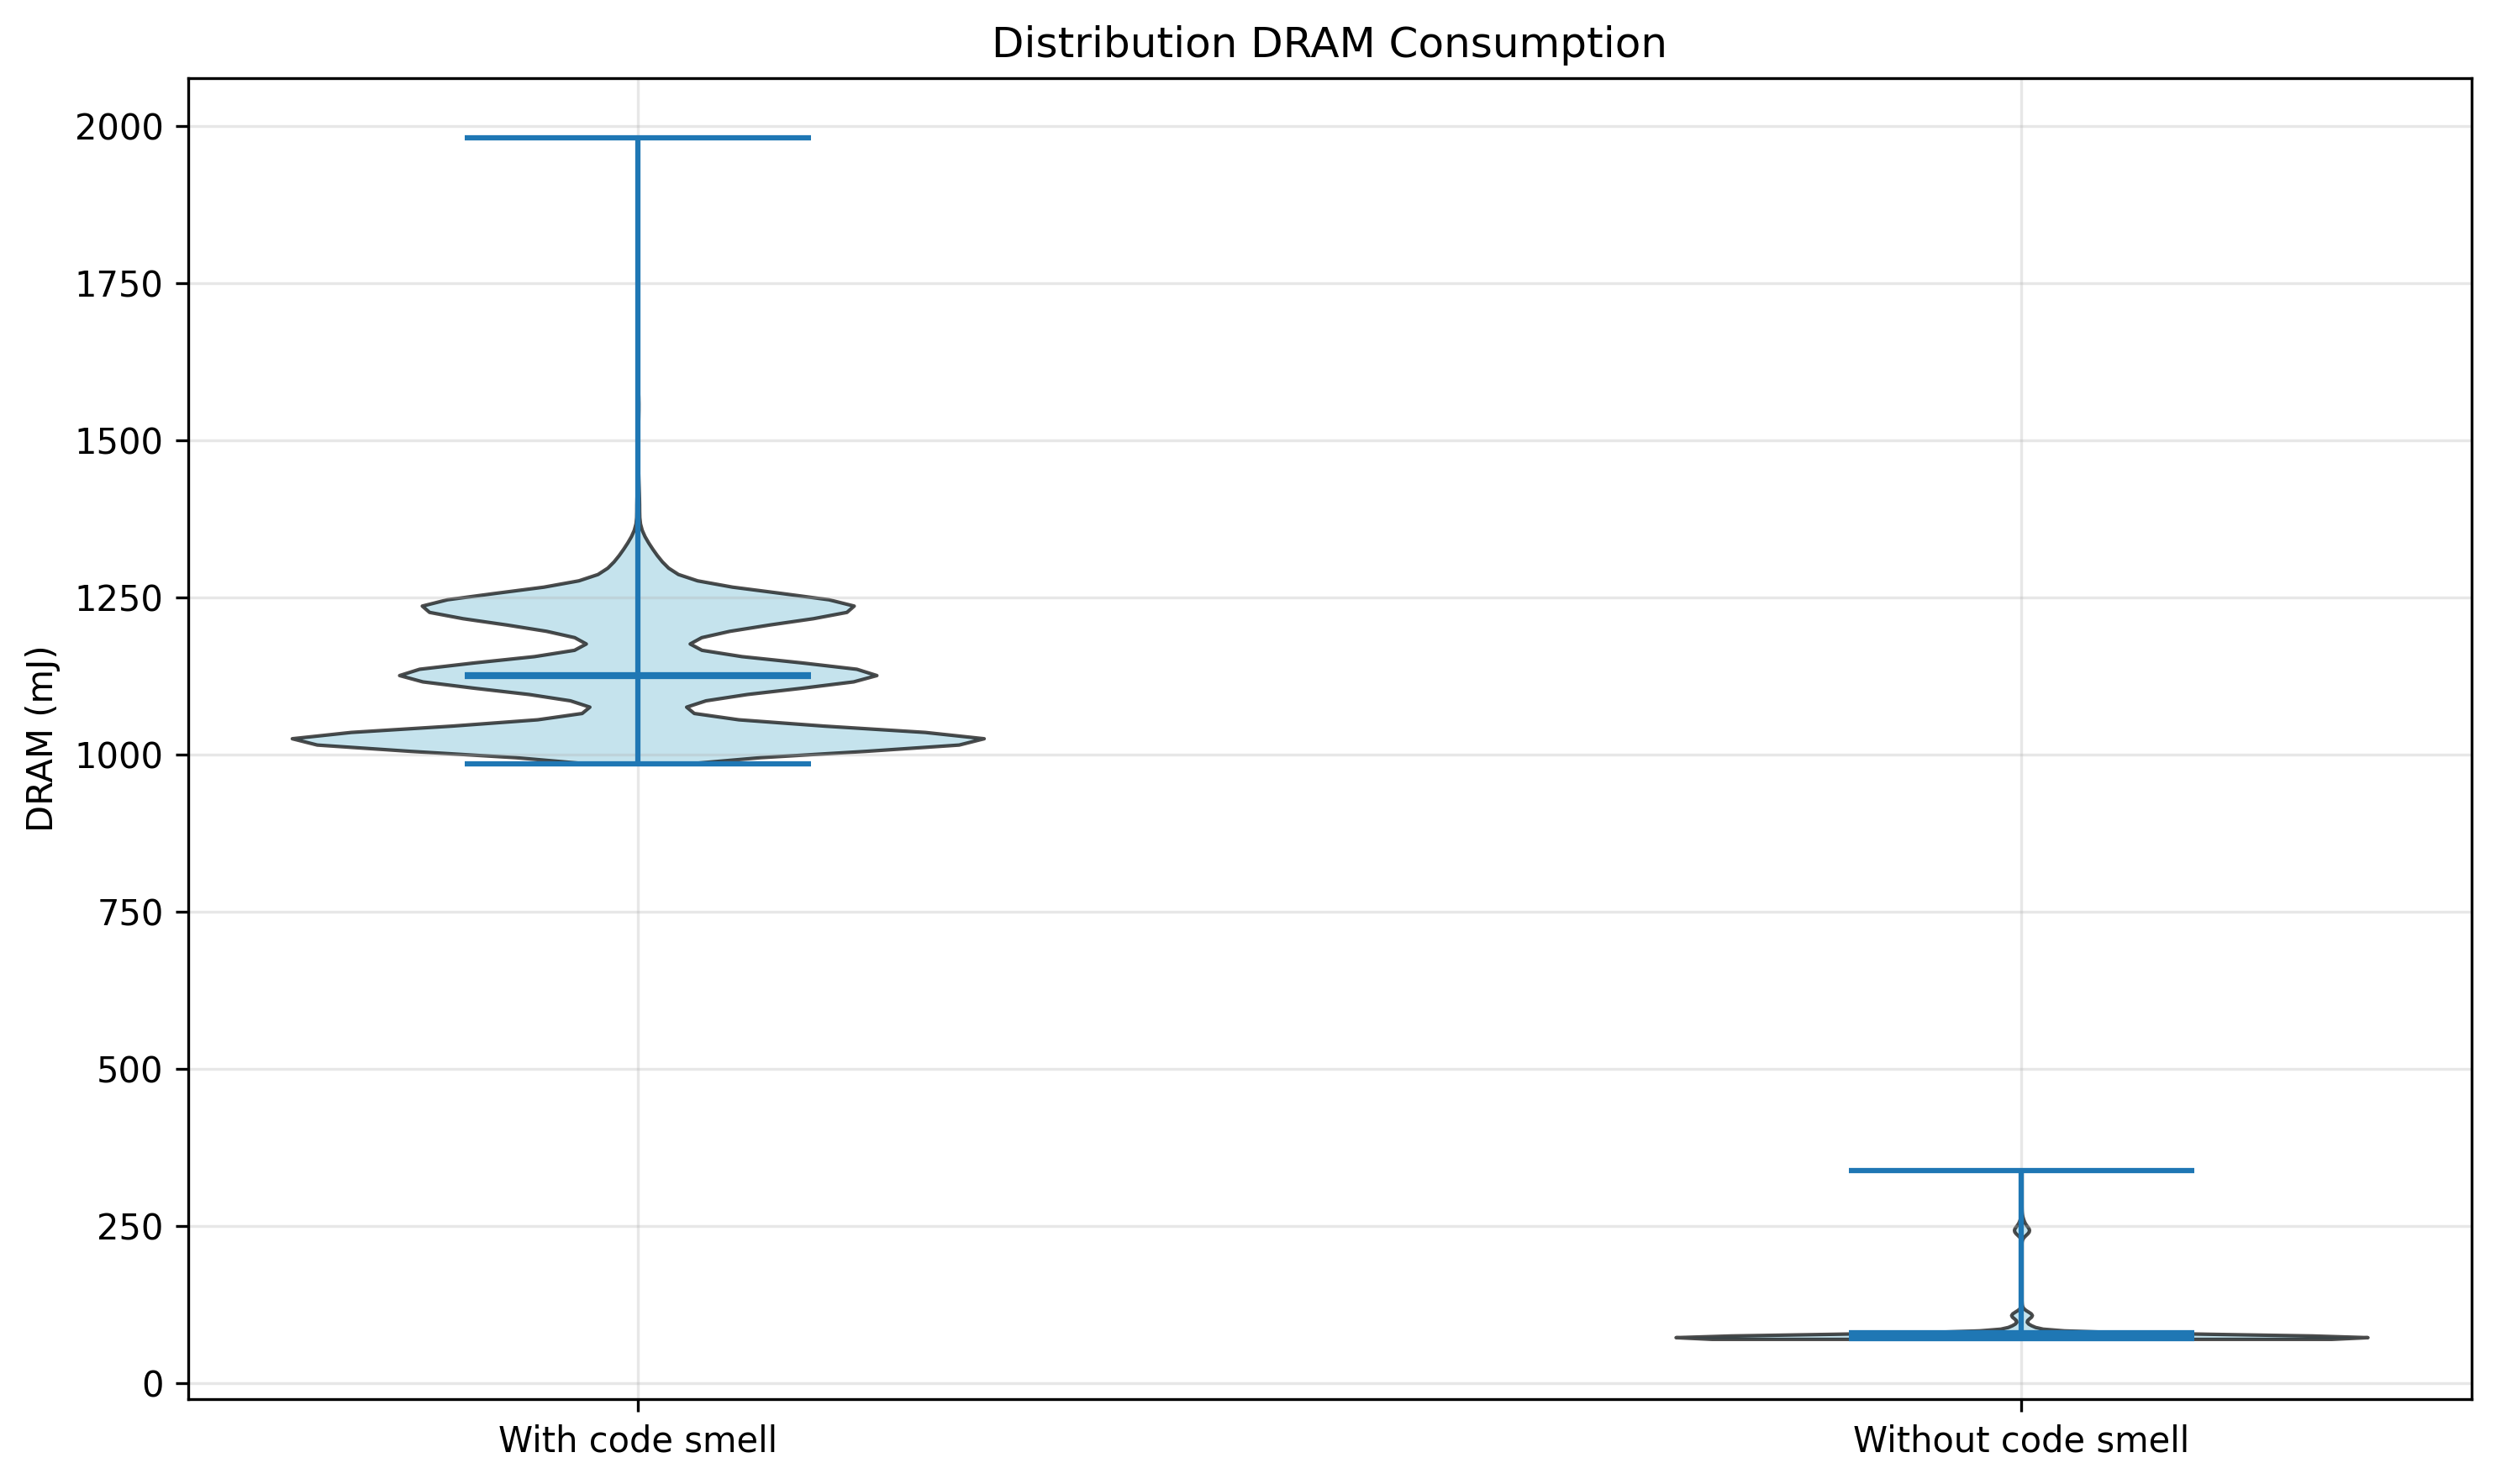 Distribution DRAM Consumption
DRAM (mJ)
2000
1750
1500
1250
1000
750
500
250
0
With code smell
Without code smell